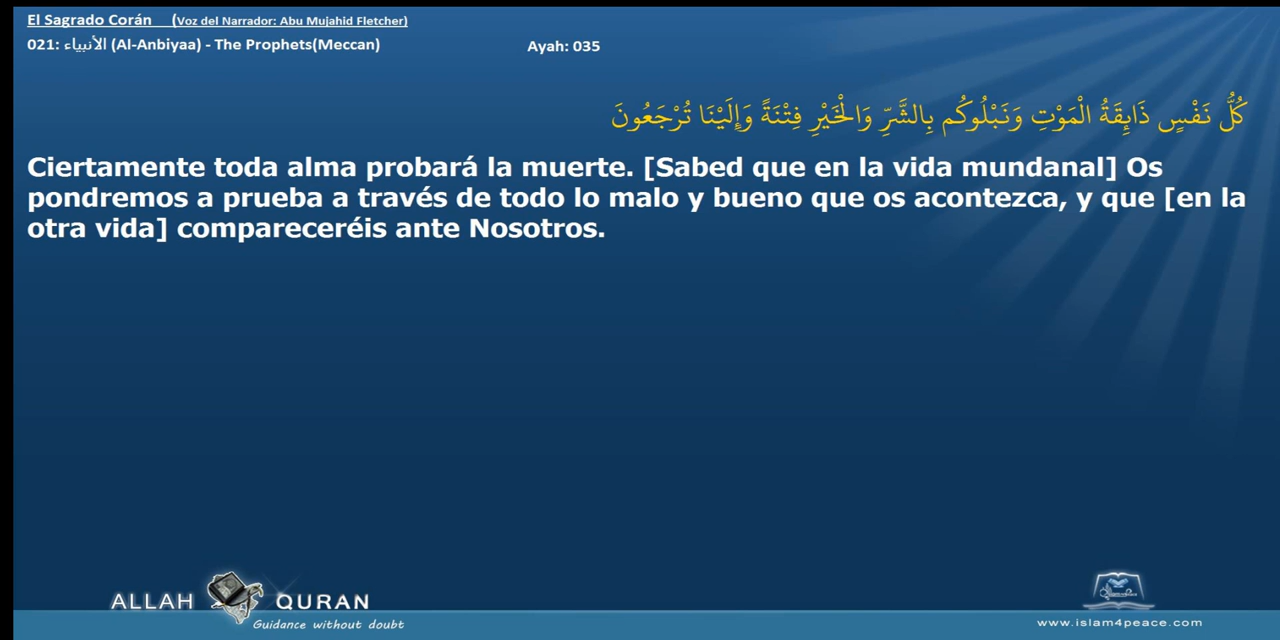 El Sagrado Corán (Voz del Narrador: Abu Mujahid Fletcher)
021: الأنبياء (Al-Anbiyaa) - The Prophets(Meccan) Ayah: 035
كُلُّ نَفْسٍ ذَائِقَةُ الْمَوْتِ وَنَبْلُوكُم بِالشَّرِّ وَالْخَيْرِ فِتْنَةً وَإِلَيْنَا تُرْجَعُونَ
Ciertamente toda alma probará la muerte. [Sabed que en la vida mundanal] Os
pondremos a prueba a través de todo lo malo y bueno que os acontezca, y que [en la
otra vida] compareceréis ante Nosotros.
ALLAH QURAN
Guidance without doubt
www.islam4peace.com